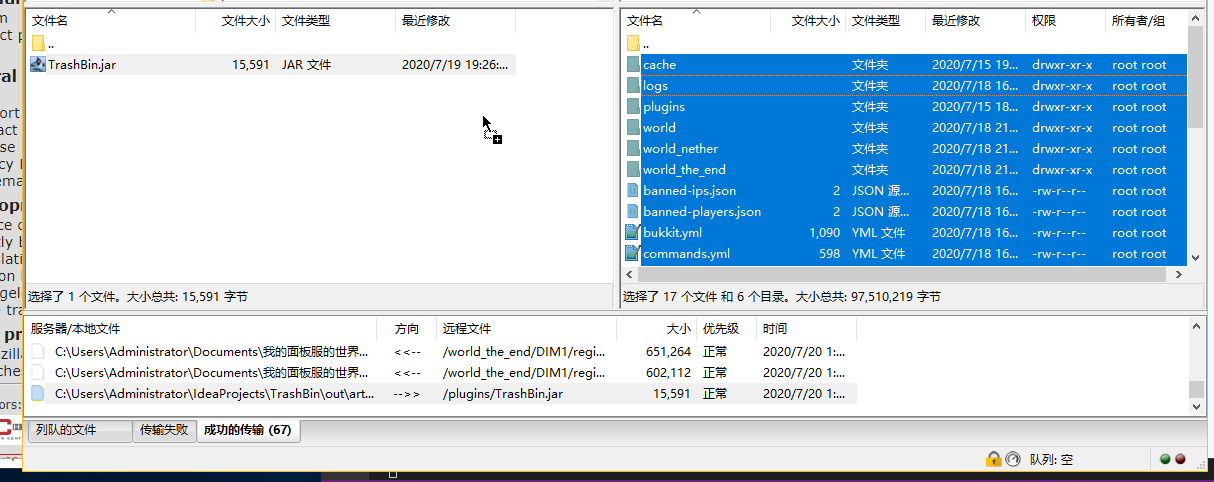 文件名 文件大小 文件类型 最近修改
..
TrashBin.jar 15,591 JAR 文件 2020/7/19 19:26:...
选择了 1 个文件。大小总共: 15,591 字节
文件名 文件大小 文件类型 最近修改 权限 所有者/组
..
cache 文件夹 2020/7/15 19... drwxr-xr-x root root
logs 文件夹 2020/7/18 16... drwxr-xr-x root root
plugins 文件夹 2020/7/15 18... drwxr-xr-x root root
world 文件夹 2020/7/18 21... drwxr-xr-x root root
world_nether 文件夹 2020/7/18 21... drwxr-xr-x root root
world_the_end 文件夹 2020/7/18 21... drwxr-xr-x root root
banned-ips.json 2 JSON 源... 2020/7/18 16... -rw-r--r-- root root
banned-players.json 2 JSON 源... 2020/7/18 16... -rw-r--r-- root root
bukkit.yml 1,090 YML 文件 2020/7/18 16... -rw-r--r-- root root
commands.yml 598 YML 文件 2020/7/18 16... -rw-r--r-- root root
选择了 17 个文件 和 6 个目录。大小总共: 97,510,219 字节
服务器/本地文件 方向 远程文件 大小 优先级 时间
C:\Users\Administrator\Documents\我的面板服的世界... <<-- /world_the_end/DIM1/regi... 651,264 正常 2020/7/20 1:...
C:\Users\Administrator\Documents\我的面板服的世界... <<-- /world_the_end/DIM1/regi... 602,112 正常 2020/7/20 1:...
C:\Users\Administrator\IdeaProjects\TrashBin\out\art... -->> /plugins/TrashBin.jar 15,591 正常 2020/7/20 1:...
列队的文件 传输失败 成功的传输 (67)
队列: 空